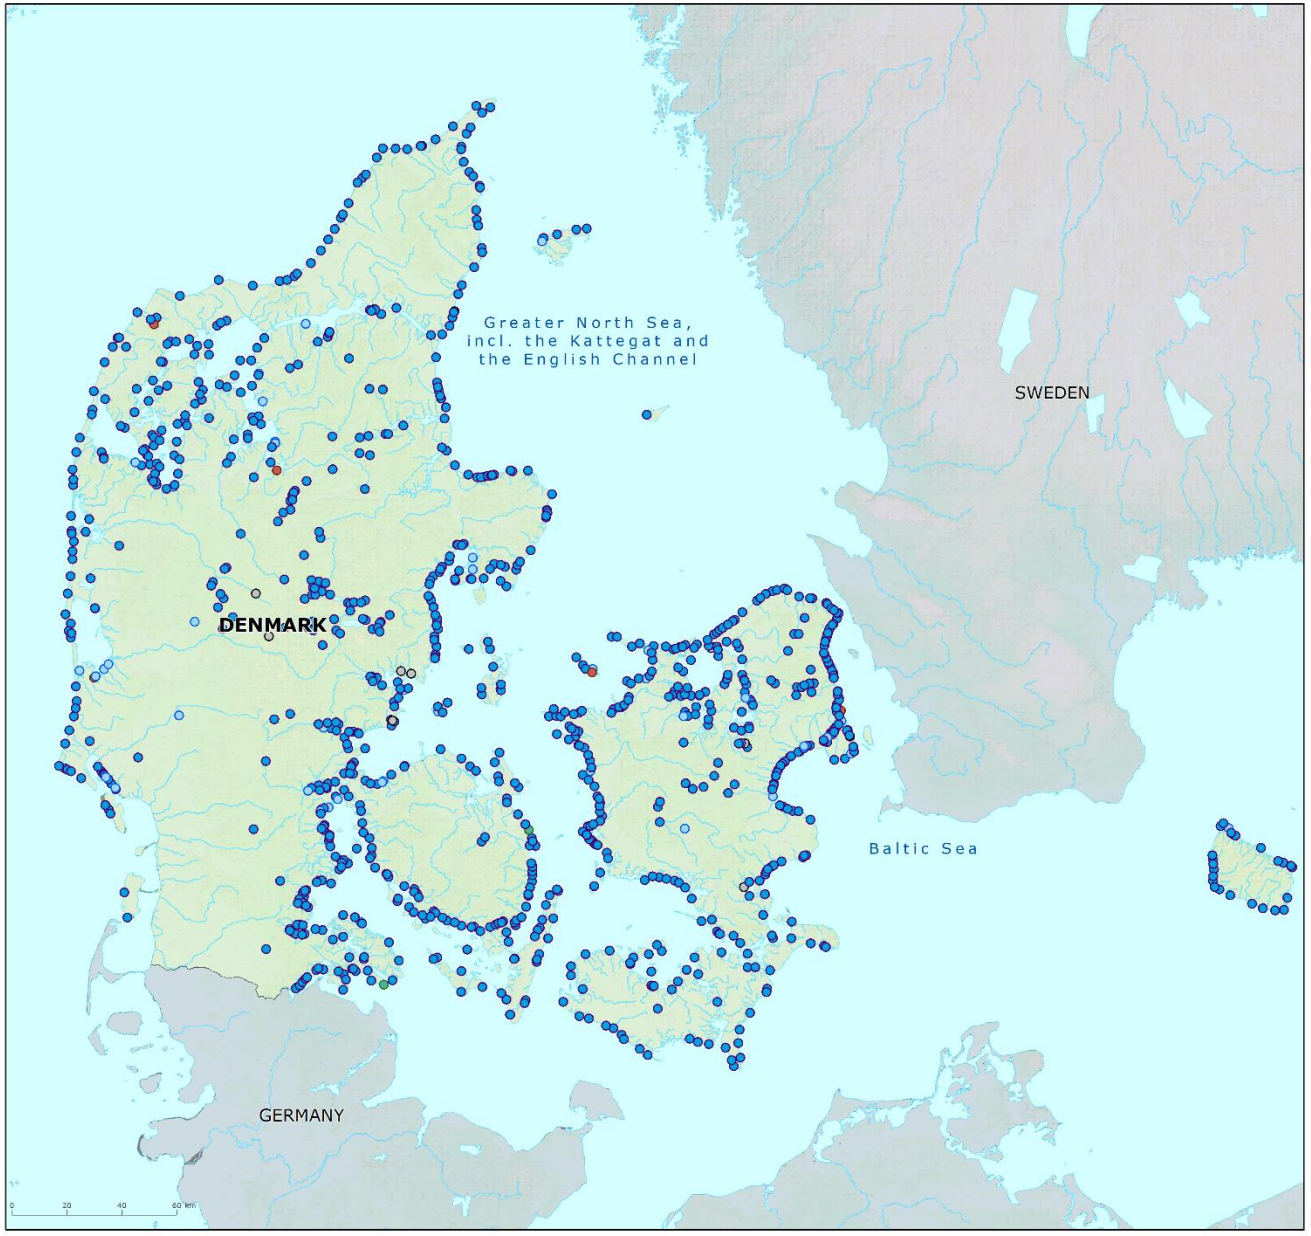 Greater North Sea,
incl. the Kattegat and
the English Channel
SWEDEN
DENMARK
Baltic Sea
GERMANY
0 20 40 60 km